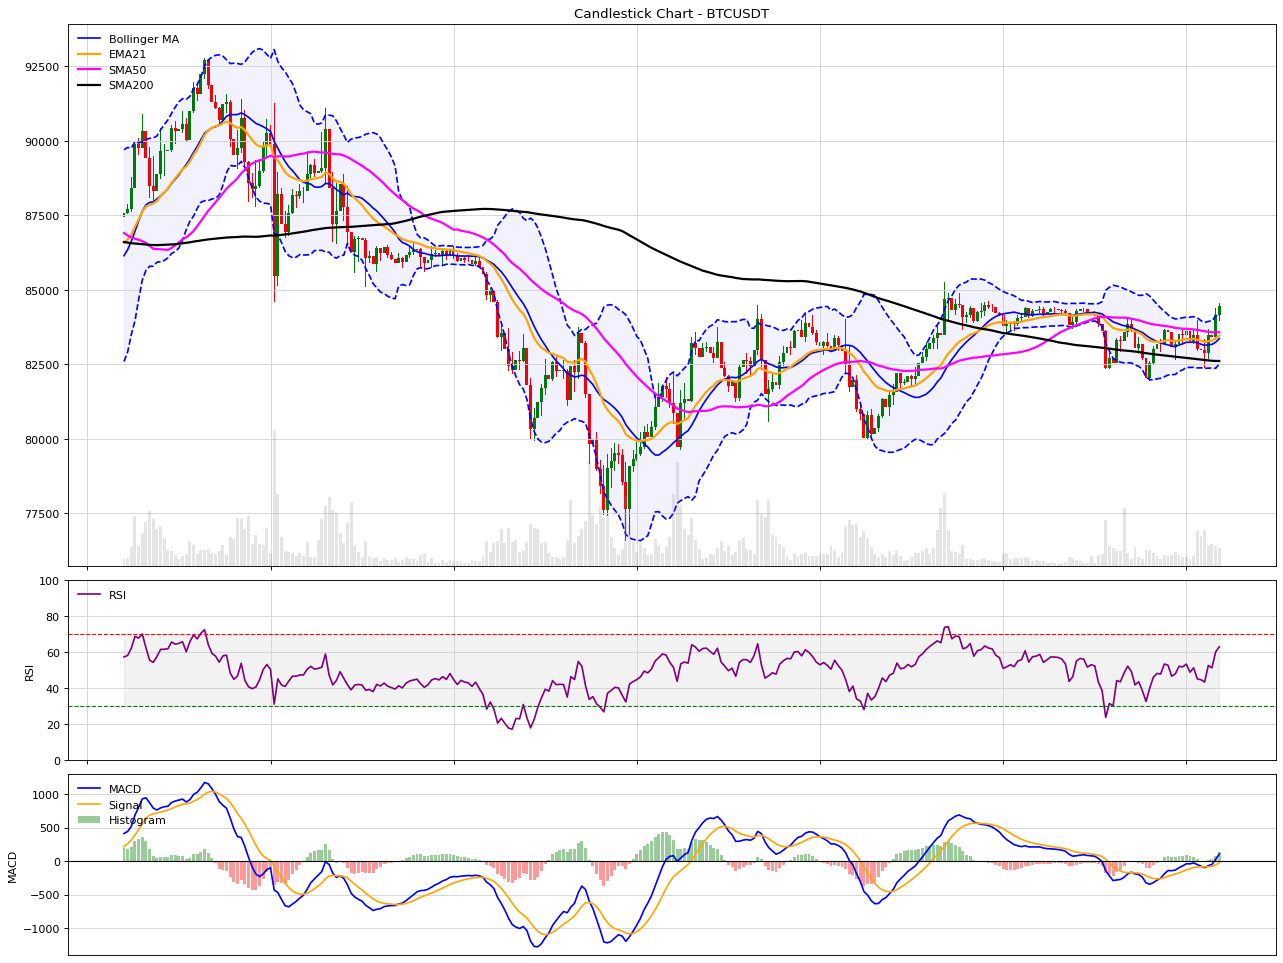 Candlestick Chart - BTCUSDT
Bollinger MA
EMA21
SMA50
SMA200
92500
90000
87500
85000
82500
80000
77500
RSI
100
80
60
40
20
0
RSI
MACD
Signal
Histogram
1000
500
0
−500
−1000
MACD